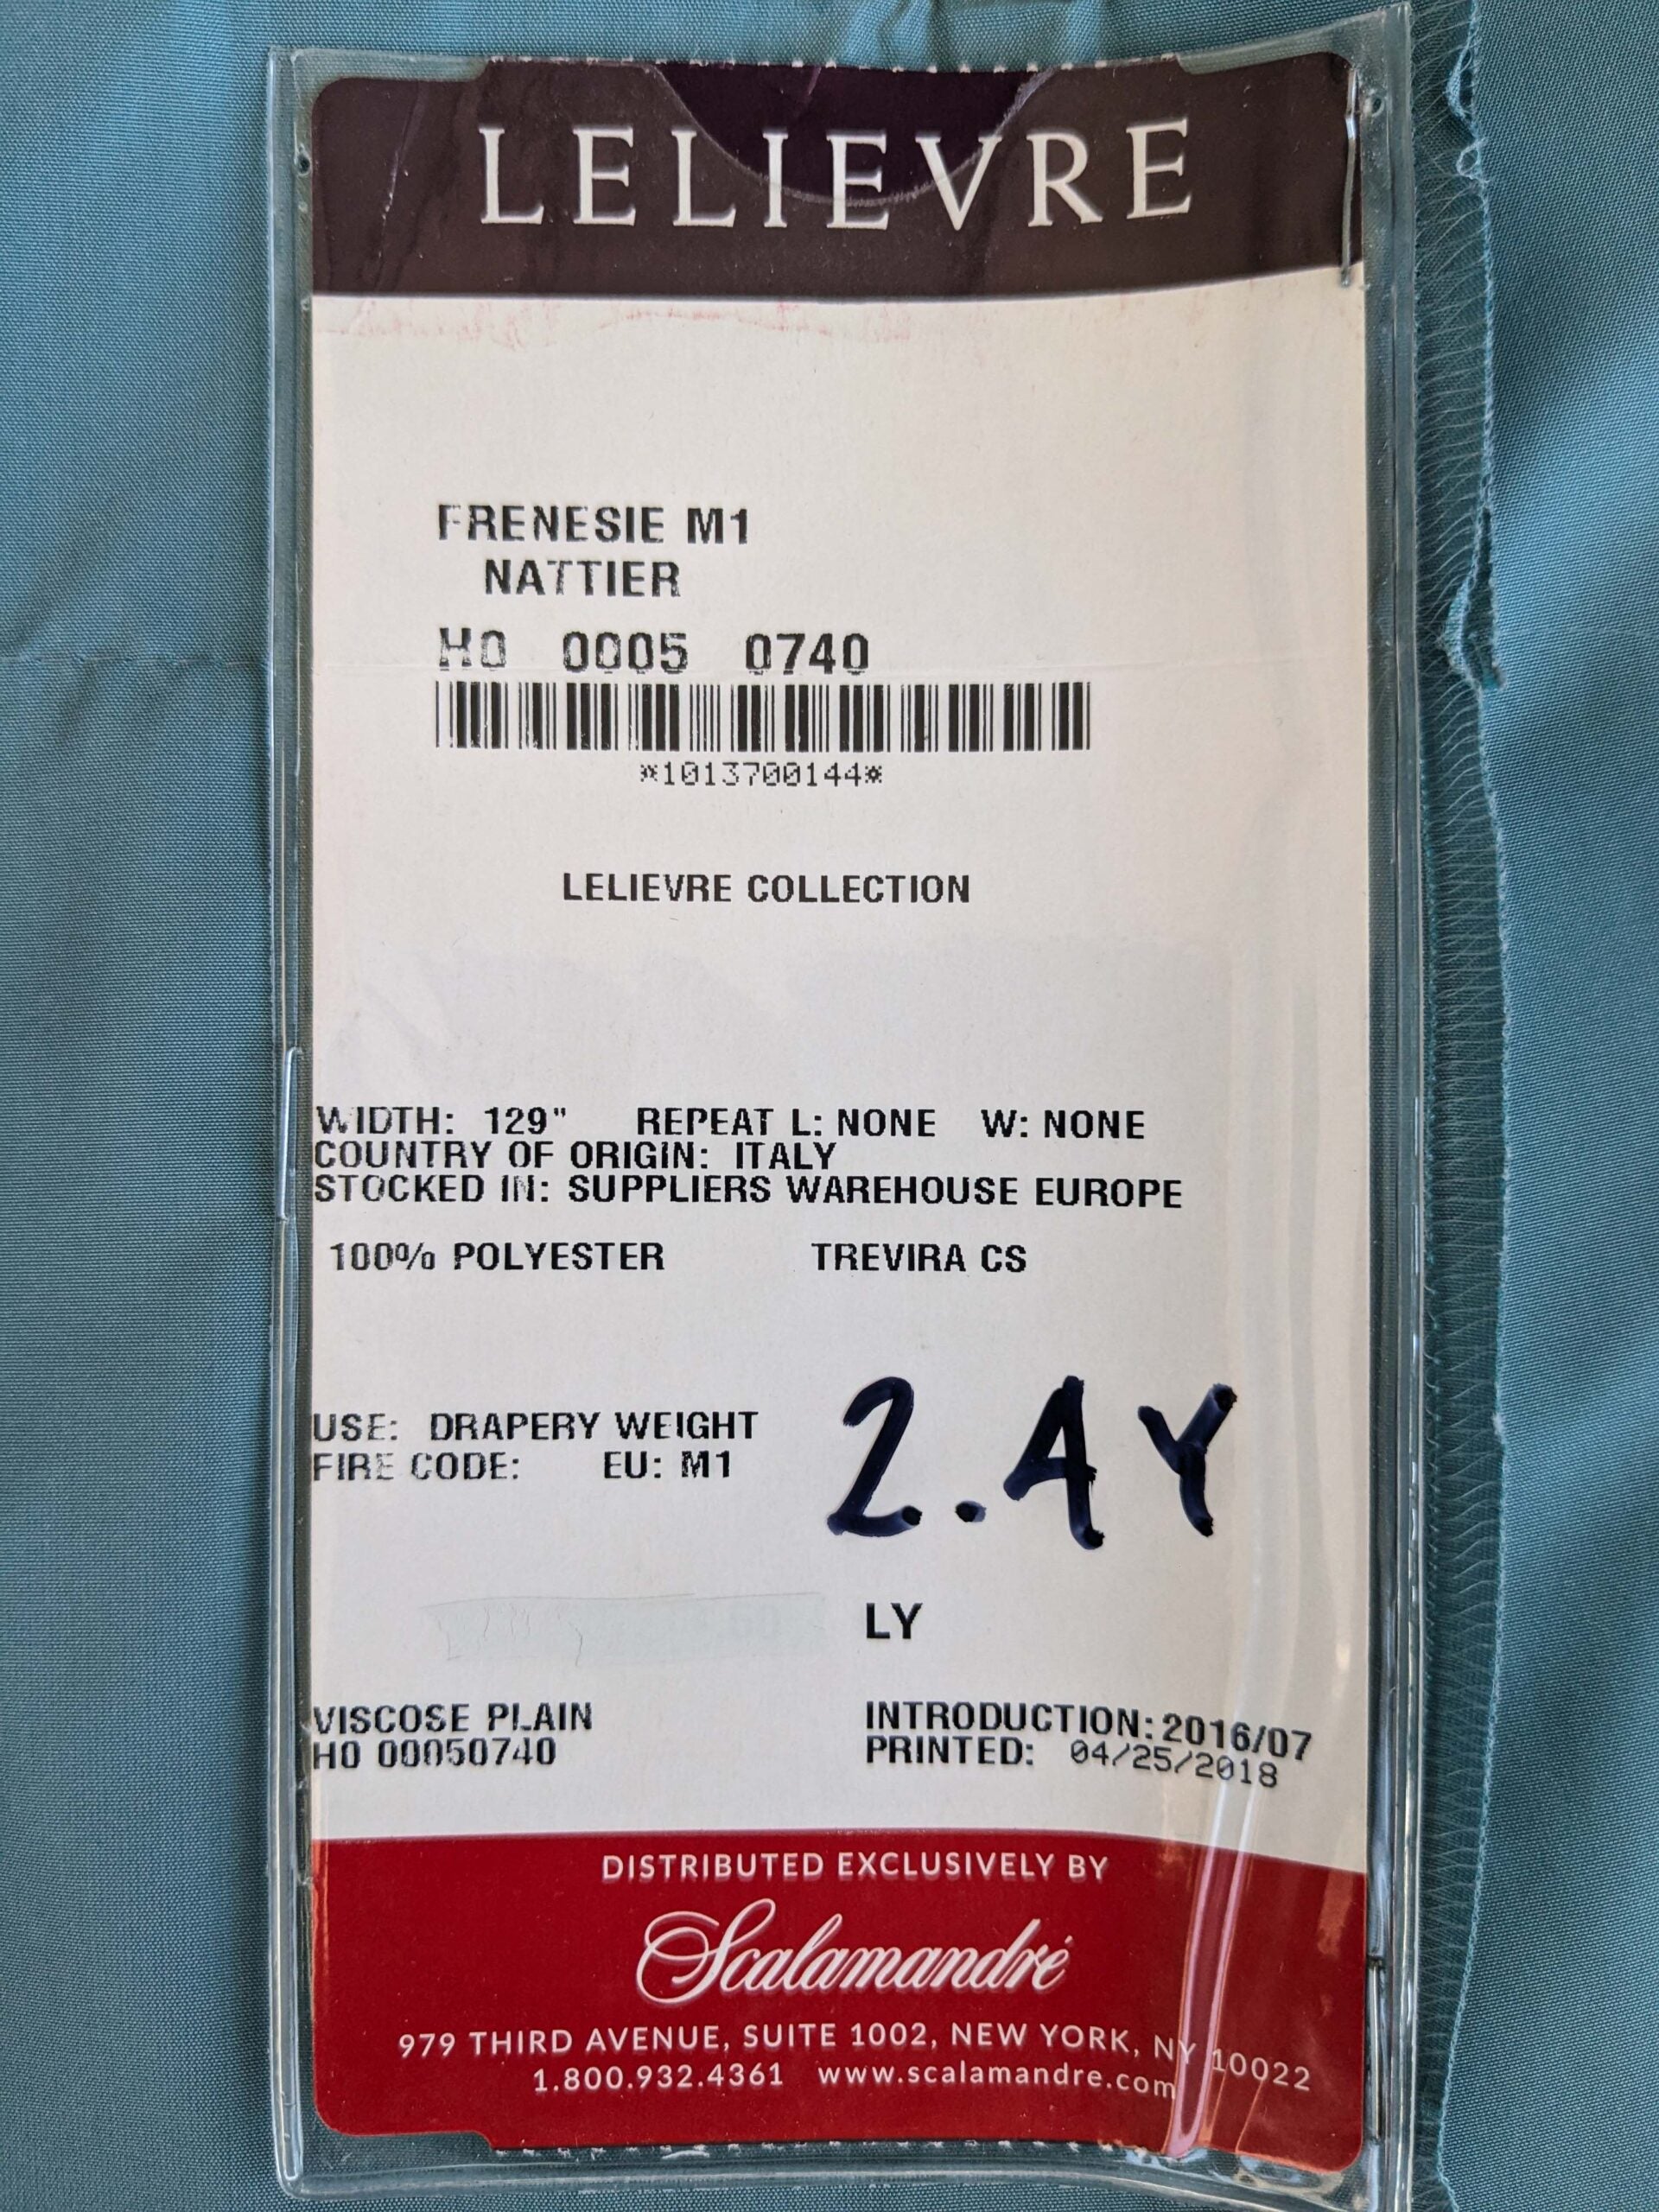 LELIEVRE
FRENESIE M1
NATTIER
H0 0005 0740
*1013700144*
LELIEVRE COLLECTION
WIDTH: 129" REPEAT L: NONE W: NONE
COUNTRY OF ORIGIN: ITALY
STOCKED IN: SUPPLIERS WAREHOUSE EUROPE
100% POLYESTER TREVIRA CS
USE: DRAPERY WEIGHT
FIRE CODE: EU: M1
2.4Y
LY
VISCOSE PLAIN INTRODUCTION: 2016/07
H0 00050740 PRINTED: 04/25/2018
DISTRIBUTED EXCLUSIVELY BY
Scalamandré
979 THIRD AVENUE, SUITE 1002, NEW YORK, NY 10022
1.800.932.4361 www.scalamandre.com